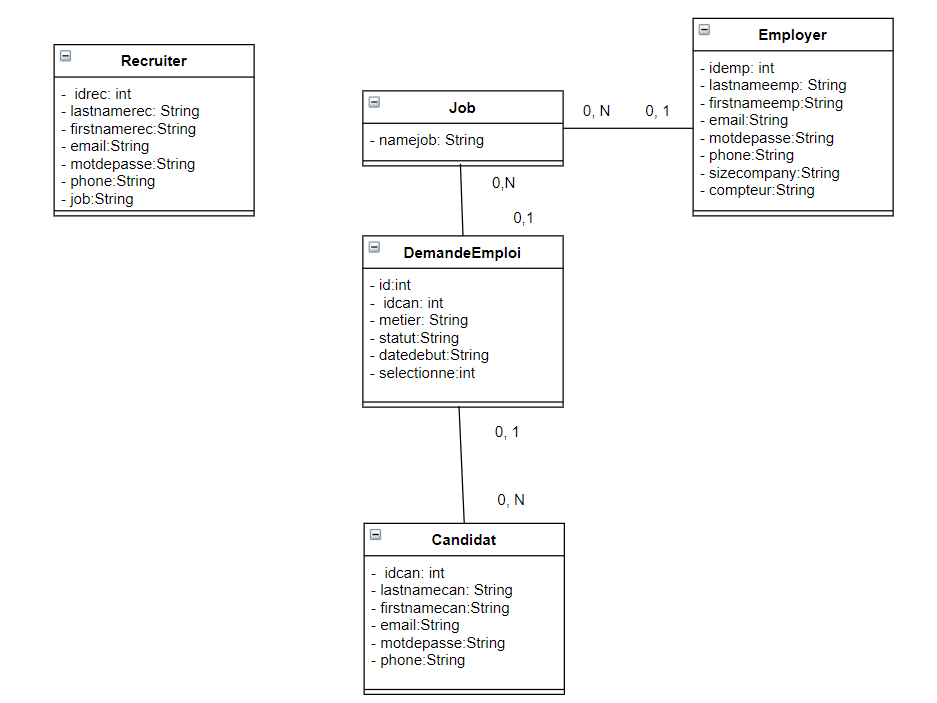 Recruiter
- idrec: int
- lastnamerec: String
- firstnamerec:String
- email:String
- motdepasse:String
- phone:String
- job:String
Job
- namejob: String
0, N
0, 1
Employer
- idemp: int
- lastnameemp: String
- firstnameemp:String
- email:String
- motdepasse:String
- phone:String
- sizecompany:String
- compteur:String
0,N
0,1
DemandeEmploi
- id:int
- idcan: int
- metier: String
- statut:String
- datedebut:String
- selectionne:int
0, 1
0, N
Candidat
- idcan: int
- lastnamecan: String
- firstnamecan:String
- email:String
- motdepasse:String
- phone:String